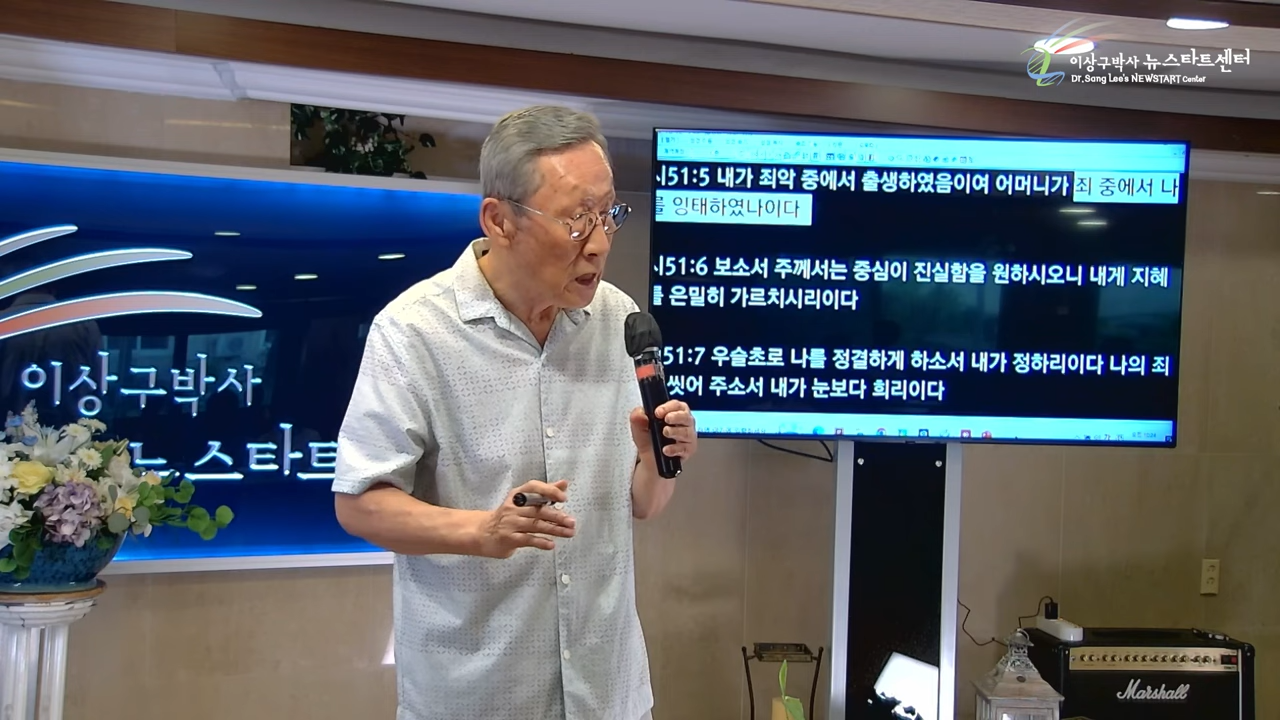 이상구박사 뉴스타트센터
Dr. Sang Lee's NEWSTART Center
51:5 내가 죄악 중에서 출생하였음이여 어머니가 죄 중에서 나
를 잉태하였나이다
51:6 보소서 주께서는 중심이 진실함을 원하시오니 내게 지혜
를 은밀히 가르치시리이다
51:7 우슬초로 나를 정결하게 하소서 내가 정하리이다 나의 죄
씻어 주소서 내가 눈보다 희리이다
이상구박사
뉴스타트
Marshall